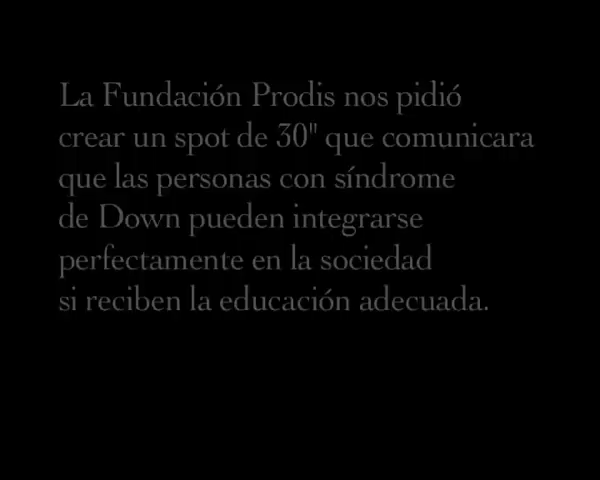 La Fundación Prodis nos pidió
crear un spot de 30" que comunicara
que las personas con síndrome
de Down pueden integrarse
perfectamente en la sociedad
si reciben la educación adecuada.